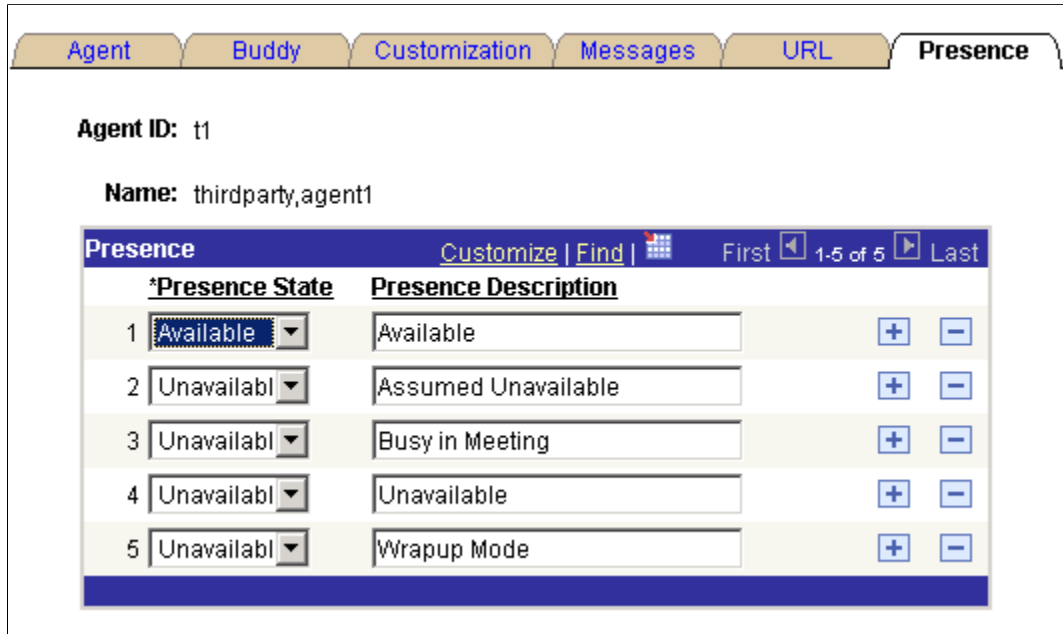 Agent Buddy Customization Messages URL Presence
Agent ID: t1
Name: thirdparty,agent1
Presence Customize | Find | First 1-5 of 5 Last
*Presence State Presence Description
1 Available Available
2 Unavailabl Assumed Unavailable
3 Unavailabl Busy in Meeting
4 Unavailabl Unavailable
5 Unavailabl Wrapup Mode